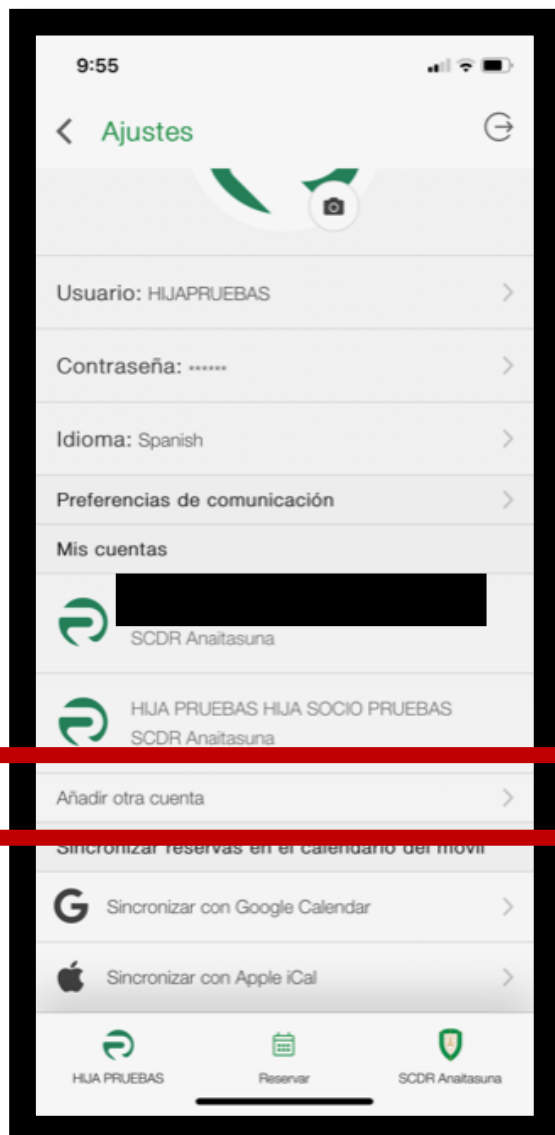 9:55
Ajustes
Usuario: HIJAPRUEBAS
Contraseña: ••••••
Idioma: Spanish
Preferencias de comunicación
Mis cuentas
SCDR Anaitasuna
HIJA PRUEBAS HIJA SOCIO PRUEBAS
SCDR Anaitasuna
Añadir otra cuenta
Sincronizar reservas en el calendario del móvil
Sincronizar con Google Calendar
Sincronizar con Apple iCal
HIJA PRUEBAS
Reservar
SCDR Anaitasuna